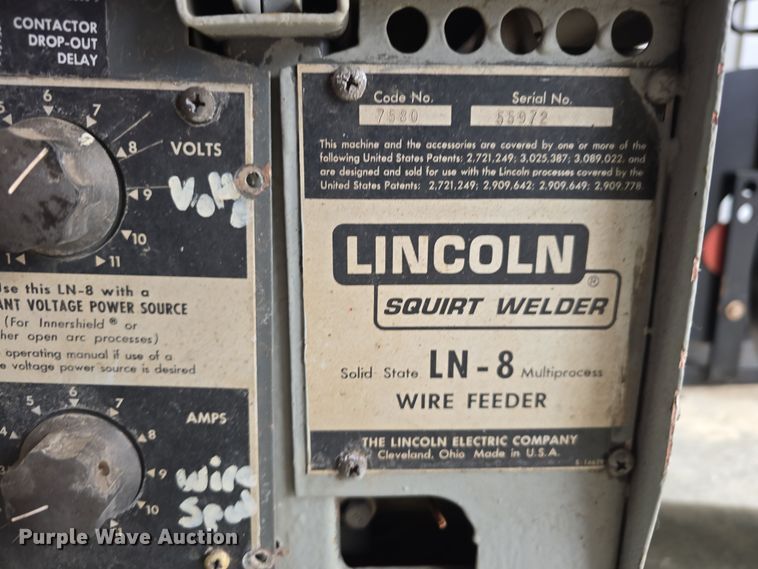 CONTACTOR
DROP-OUT
DELAY
5 6 7
8
9
10
11
1
VOLTS
Volts
Use this LN-8 with a
ANT VOLTAGE POWER SOURCE
(For Innershield ® or
her open arc processes)
operating manual if use of a
e voltage power source is desired
AMPS
4 5 6 7
8
9
10
11
3
wire
Code No. Serial No.
7580 55972
This machine and the accessories are covered by one or more of the
following United States Patents: 2,721,249; 3,025,387; 3,089,022, and
are designed and sold for use with the Lincoln processes covered by the
United States Patents: 2,721,249; 2,909,642; 2,909,649; 2,909,778.
LINCOLN ®
SQUIRT WELDER
Solid State LN-8 Multiprocess
WIRE FEEDER
THE LINCOLN ELECTRIC COMPANY
Cleveland, Ohio Made in U.S.A.
Purple Wave Auction